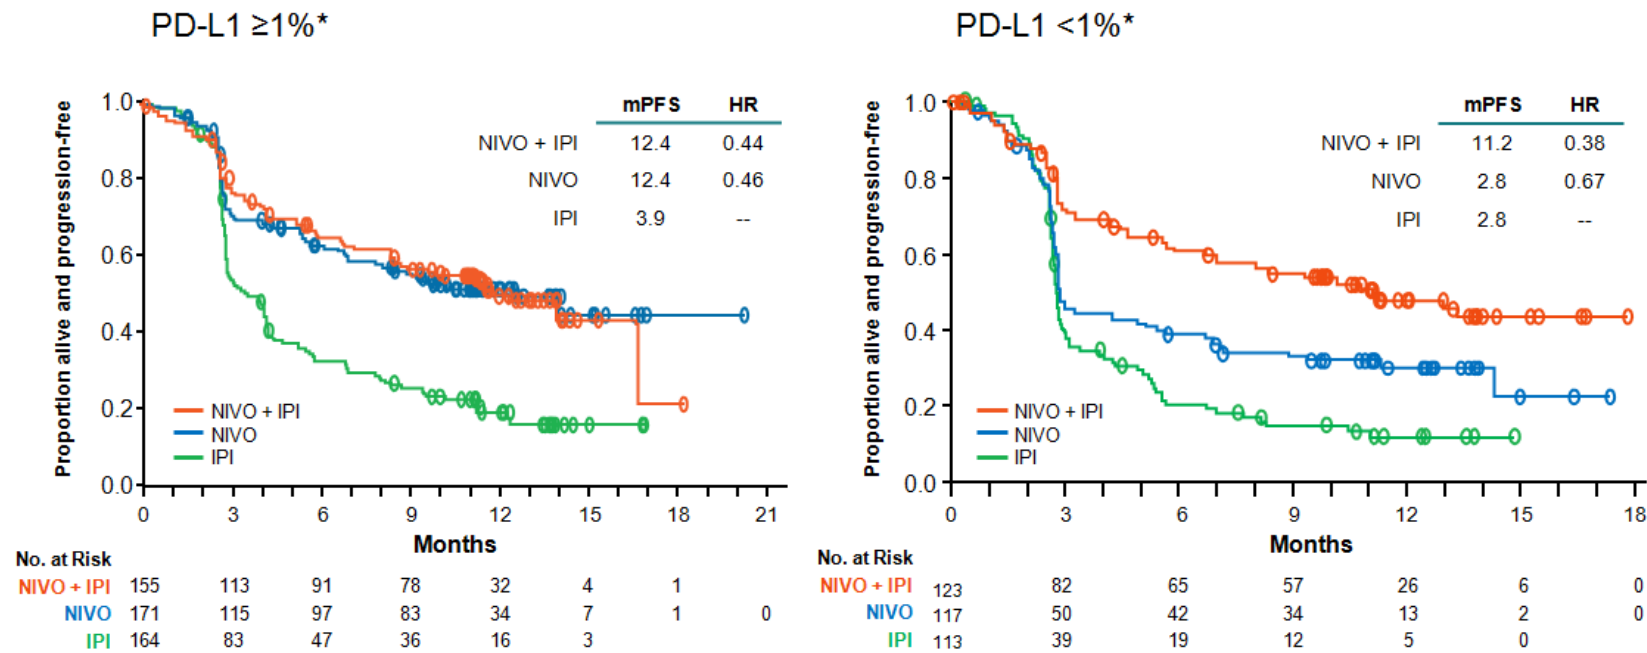 PD-L1 ≥1%*
mPFS HR
NIVO + IPI 12.4 0.44
NIVO 12.4 0.46
IPI 3.9 --
Proportion alive and progression-free
1.0
0.8
0.6
0.4
0.2
0.0
NIVO + IPI
NIVO
IPI
0 3 6 9 12 15 18 21
Months
No. at Risk
NIVO + IPI 155 113 91 78 32 4 1
NIVO 171 115 97 83 34 7 1 0
IPI 164 83 47 36 16 3
PD-L1 <1%*
mPFS HR
NIVO + IPI 11.2 0.38
NIVO 2.8 0.67
IPI 2.8 --
Proportion alive and progression-free
1.0
0.8
0.6
0.4
0.2
0.0
NIVO + IPI
NIVO
IPI
0 3 6 9 12 15 18
Months
No. at Risk
NIVO + IPI 123 82 65 57 26 6 0
NIVO 117 50 42 34 13 2 0
IPI 113 39 19 12 5 0